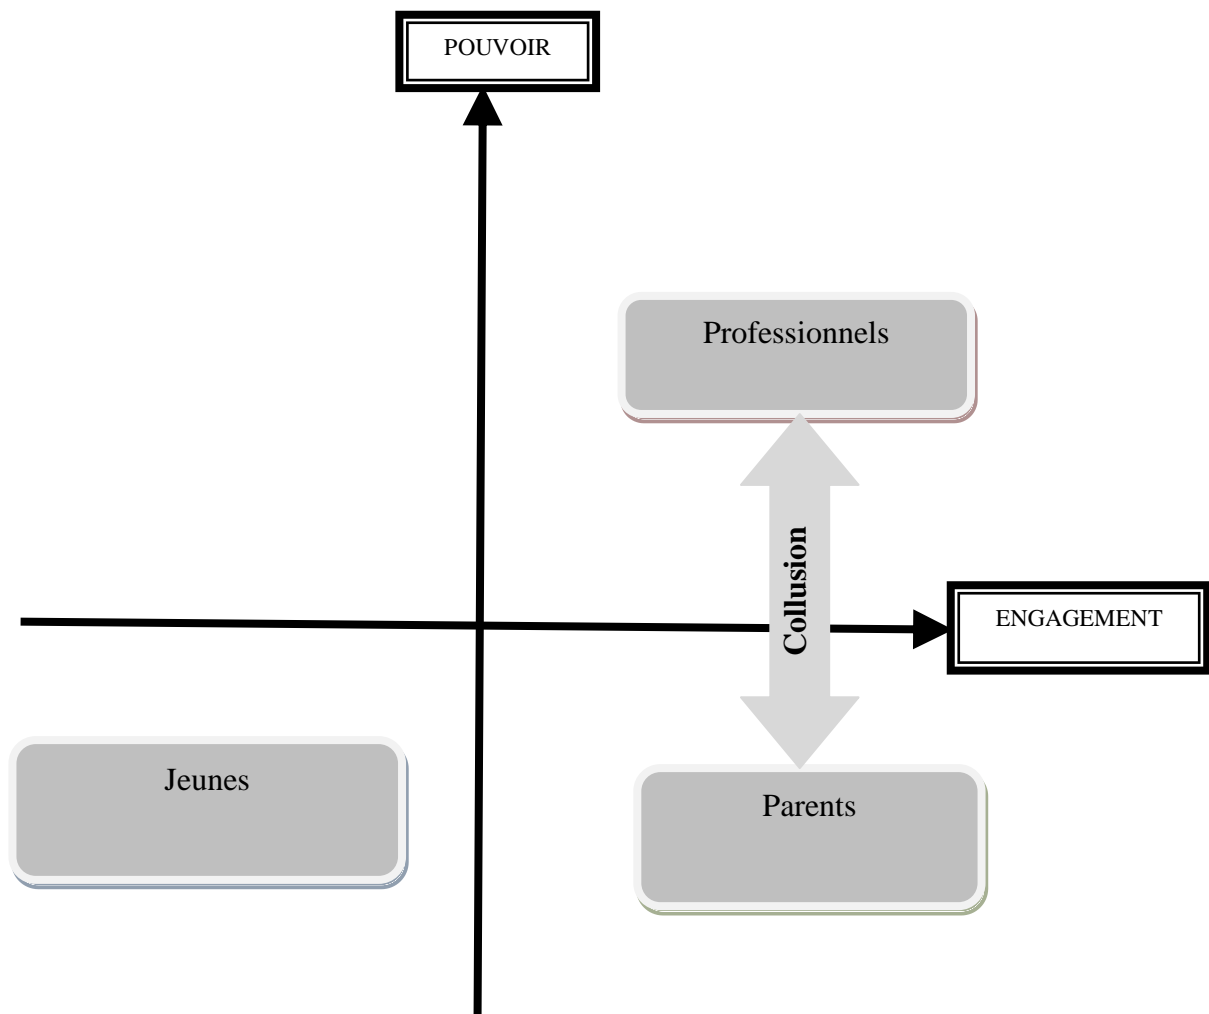 POUVOIR
Professionnels
Collusion
ENGAGEMENT
Jeunes
Parents